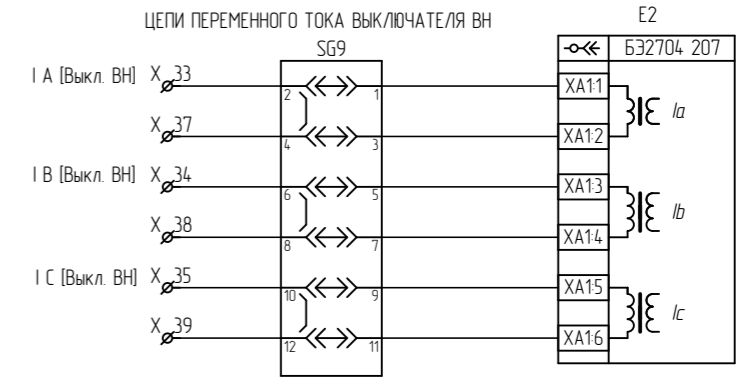 ЦЕПИ ПЕРЕМЕННОГО ТОКА ВЫКЛЮЧАТЕЛЯ ВН
E2
SG9
БЭ2704 207
I A [Выкл. ВН] X 33 2 1 XA1:1
Ia
X 37 4 3 XA1:2
I B [Выкл. ВН] X 34 6 5 XA1:3
Ib
X 38 8 7 XA1:4
I C [Выкл. ВН] X 35 10 9 XA1:5
Ic
X 39 12 11 XA1:6